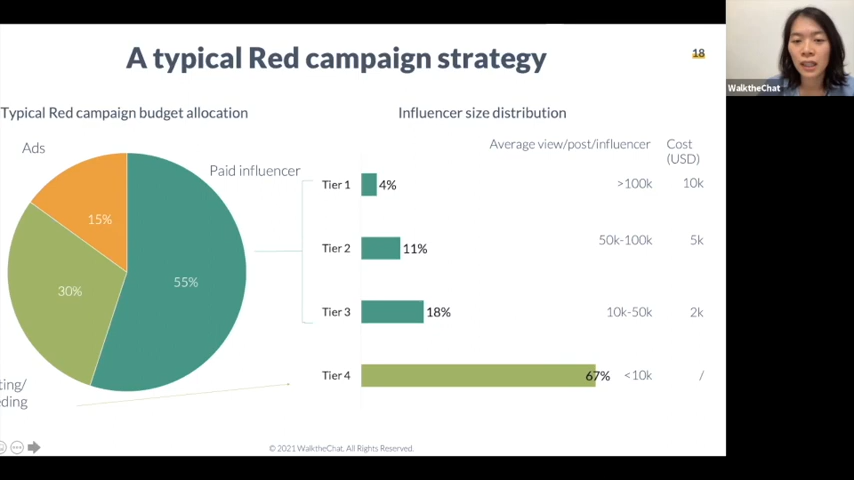 A typical Red campaign strategy
18
WalktheChat
Typical Red campaign budget allocation
Influencer size distribution
Average view/post/influencer
Cost
(USD)
Ads
Paid influencer
15%
30%
55%
Tier 1
4%
>100k
10k
Tier 2
11%
50k-100k
5k
Tier 3
18%
10k-50k
2k
Tier 4
67%
<10k
/
ting/
eding
© 2021 WalktheChat. All Rights Reserved.